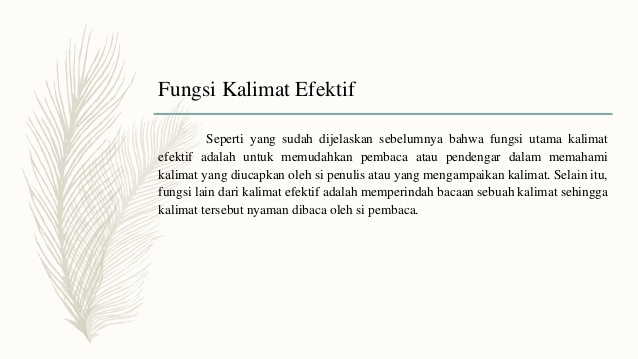 Fungsi Kalimat Efektif
Seperti yang sudah dijelaskan sebelumnya bahwa fungsi utama kalimat
efektif adalah untuk memudahkan pembaca atau pendengar dalam memahami
kalimat yang diucapkan oleh si penulis atau yang mengampaikan kalimat. Selain itu,
fungsi lain dari kalimat efektif adalah memperindah bacaan sebuah kalimat sehingga
kalimat tersebut nyaman dibaca oleh si pembaca.